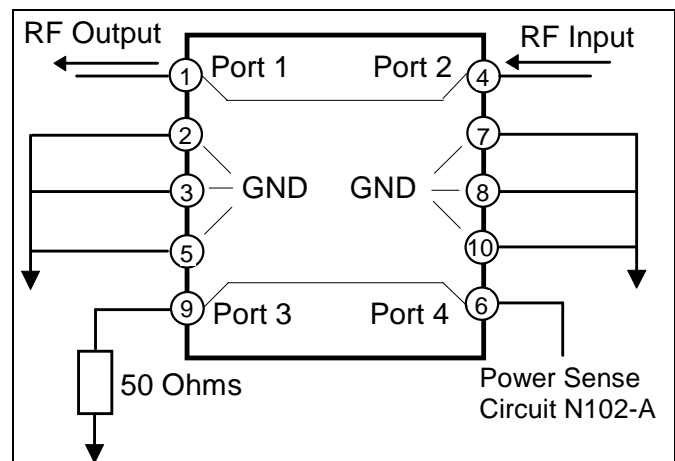 RF Output
RF Input
1 Port 1
Port 2 4
2
7
3
GND
GND
8
5
10
9 Port 3
Port 4 6
50 Ohms
Power Sense
Circuit N102-A